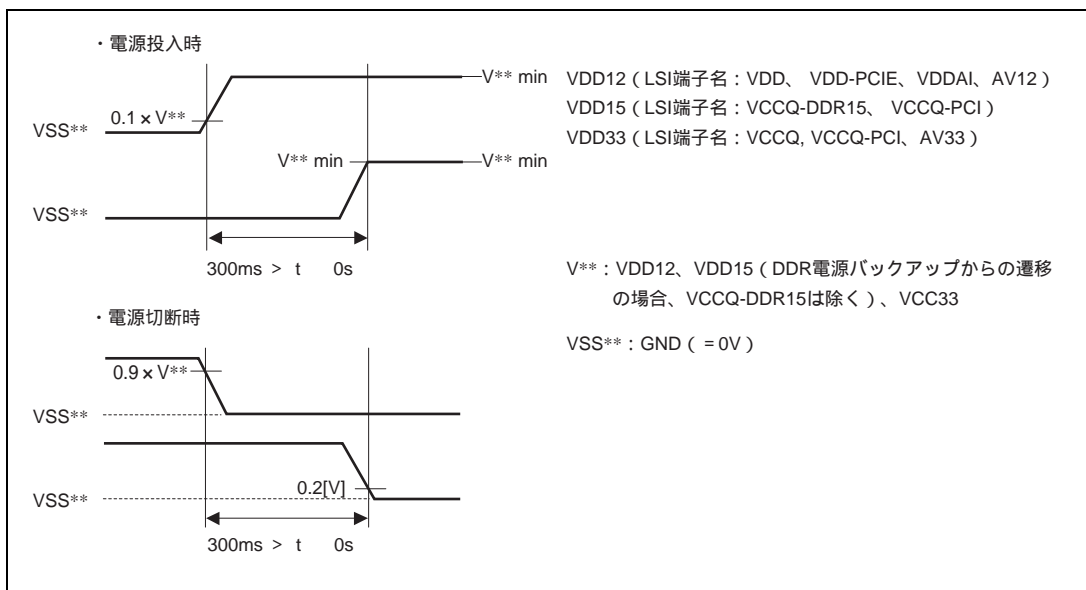 ・電源投入時
V** min
VDD12（LSI端子名：VDD、 VDD-PCIE、VDDAI、AV12）
0.1 × V**
VDD15（LSI端子名：VCCQ-DDR15、 VCCQ-PCI）
VSS**
VDD33（LSI端子名：VCCQ, VCCQ-PCI、AV33）
V** min
V** min
VSS**
300ms > t 0s
V**：VDD12、VDD15（DDR電源バックアップからの遷移
の場合、VCCQ-DDR15は除く）、VCC33
・電源切断時
VSS**：GND（ = 0V ）
0.9 × V**
VSS**
0.2[V]
VSS**
300ms > t 0s